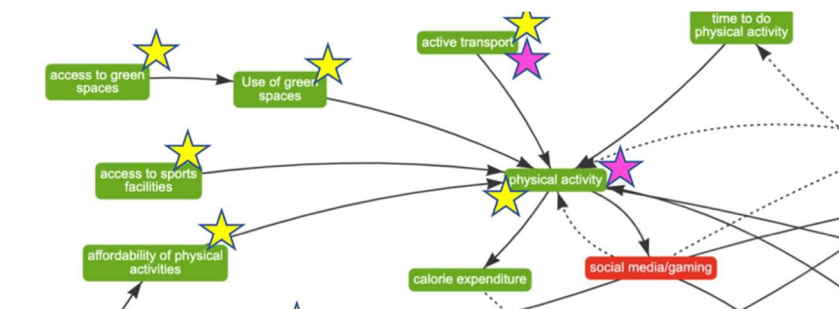 time to do
physical activity
active transport
access to green
spaces
Use of green
spaces
access to sports
facilities
physical activity
affordability of physical
activities
calorie expenditure
social media/gaming